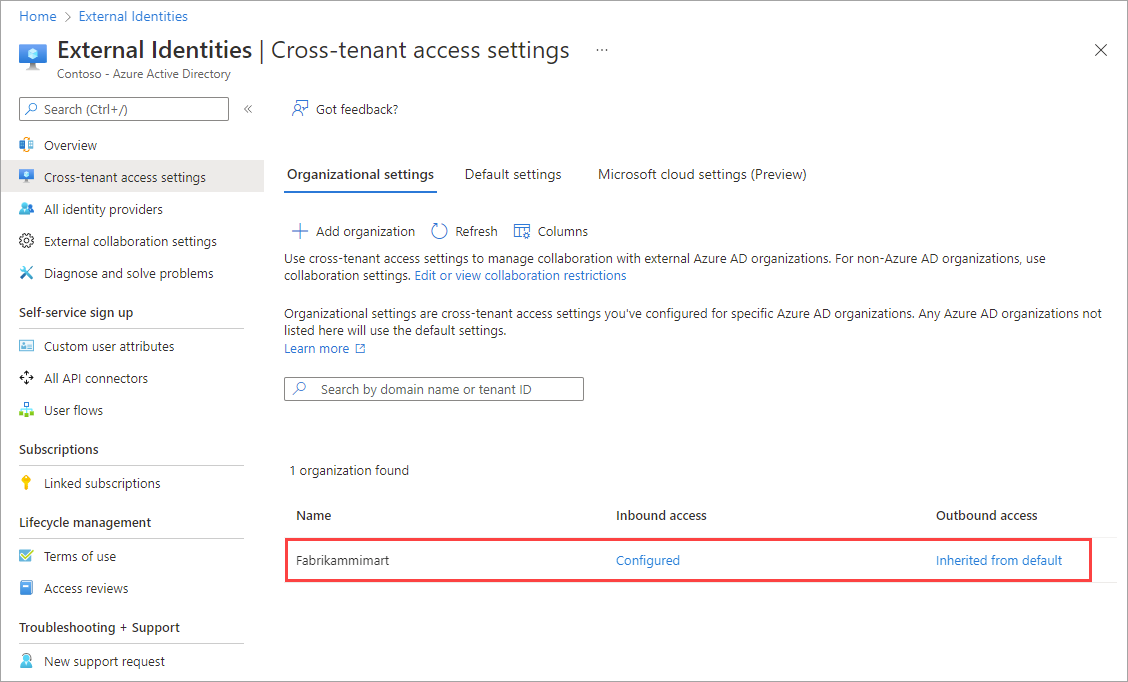 Home > External Identities
External Identities | Cross-tenant access settings ...
Contoso - Azure Active Directory
Search (Ctrl+/)
«
Got feedback?
Overview
Cross-tenant access settings
All identity providers
External collaboration settings
Diagnose and solve problems
Self-service sign up
Custom user attributes
All API connectors
User flows
Subscriptions
Linked subscriptions
Lifecycle management
Terms of use
Access reviews
Troubleshooting + Support
New support request
Organizational settings Default settings Microsoft cloud settings (Preview)
Add organization Refresh Columns
Use cross-tenant access settings to manage collaboration with external Azure AD organizations. For non-Azure AD organizations, use
collaboration settings. Edit or view collaboration restrictions
Organizational settings are cross-tenant access settings you've configured for specific Azure AD organizations. Any Azure AD organizations not
listed here will use the default settings.
Learn more
Search by domain name or tenant ID
1 organization found
Name Inbound access Outbound access
Fabrikammimart Configured Inherited from default